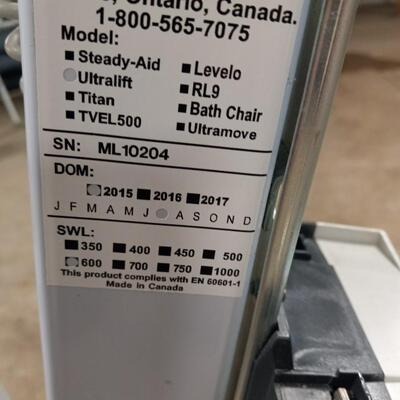 , Ontario, Canada.
1-800-565-7075
Model:
Steady-Aid Levelo
Ultralift RL9
Titan Bath Chair
TVEL500 Ultramove
SN: ML10204
DOM:
2015 2016 2017
J F M A M J A S O N D
SWL:
350 400 450 500
600 700 750 1000
This product complies with EN 60601-1
Made in Canada